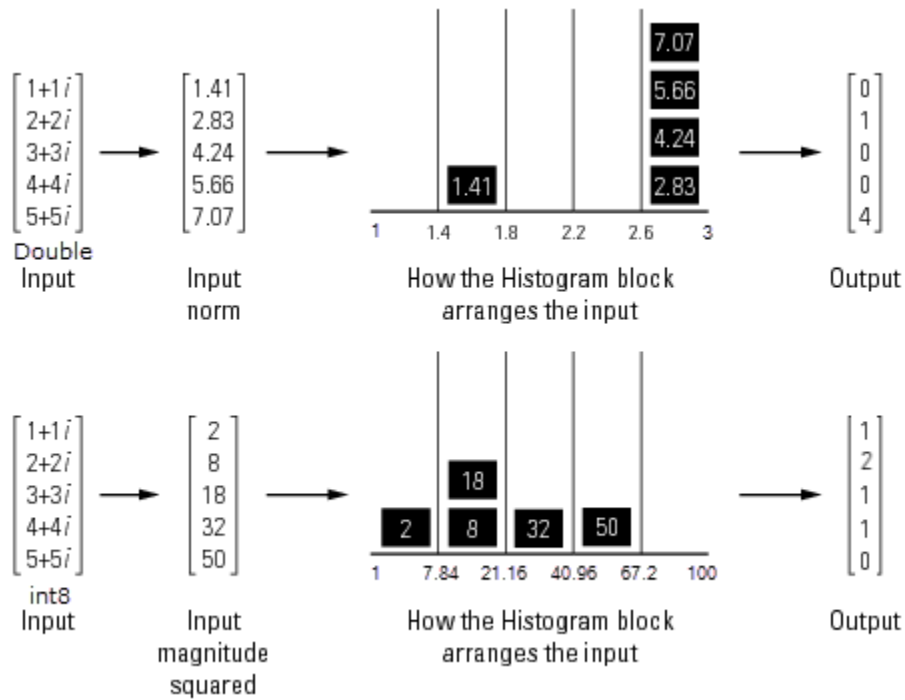 1+1i
2+2i
3+3i
4+4i
5+5i
Double
Input
1.41
2.83
4.24
5.66
7.07
Input
norm
7.07
5.66
4.24
1.41 2.83
1 1.4 1.8 2.2 2.6 3
How the Histogram block
arranges the input
0
1
0
0
4
Output
1+1i
2+2i
3+3i
4+4i
5+5i
int8
Input
2
8
18
32
50
Input
magnitude
squared
18
2 8 32 50
1 7.84 21.16 40.96 67.2 100
How the Histogram block
arranges the input
1
2
1
1
0
Output